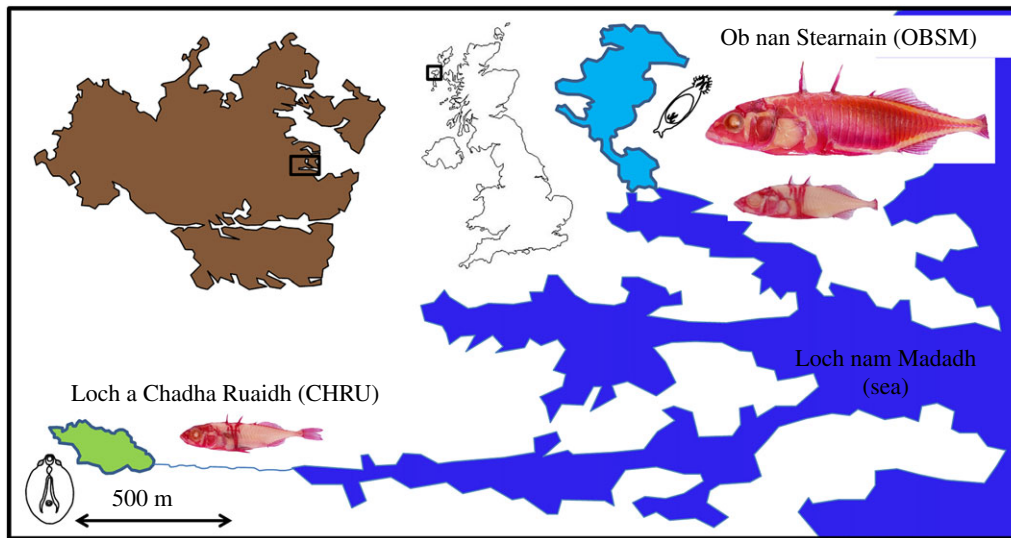 Ob nan Stearnain (OBSM)
Loch nam Madadh
(sea)
Loch a Chadha Ruaidh (CHRU)
500 m